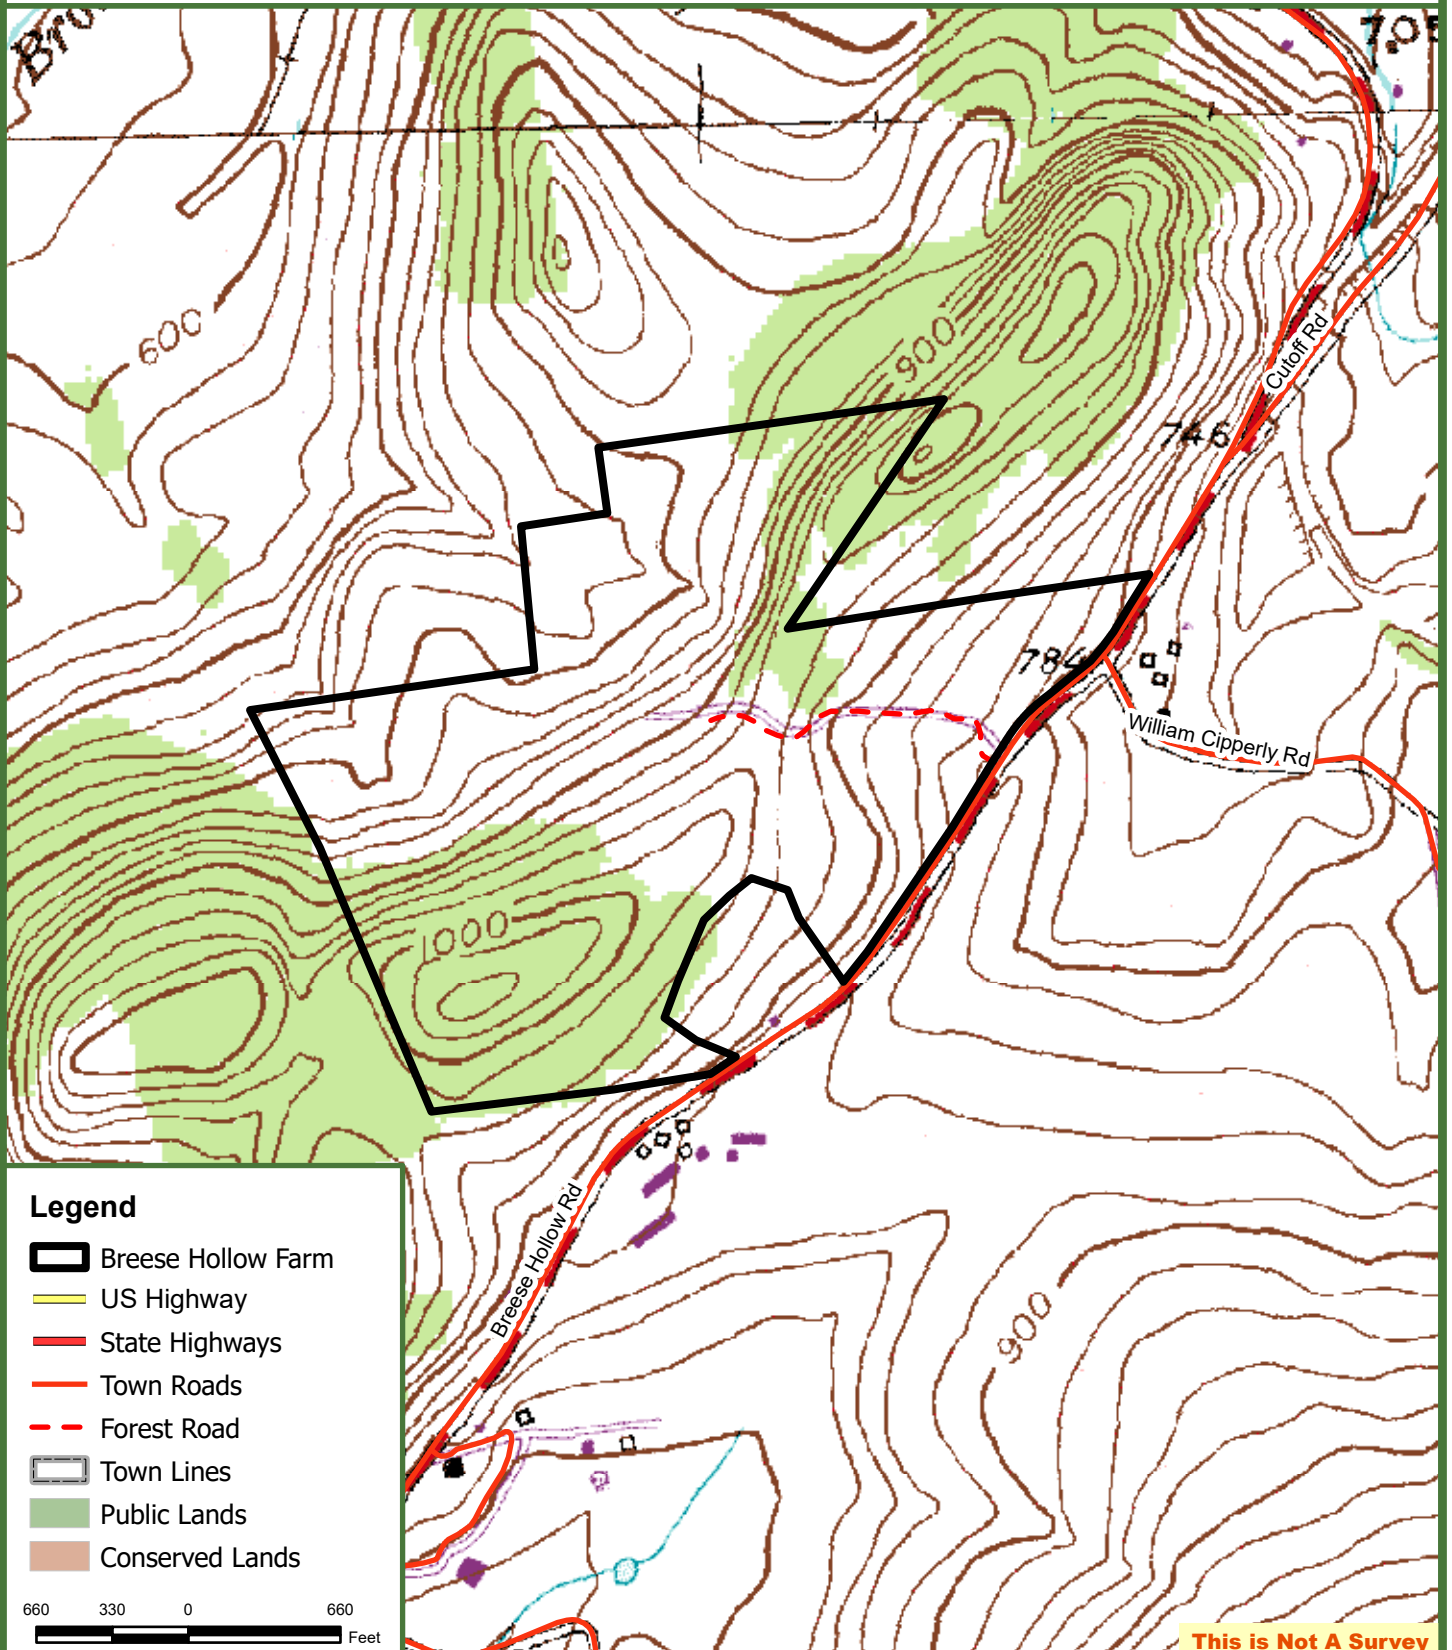 Bro
705
600
900
Cutoff Rd
746
784
William Cipperly Rd
1000
Breese Hollow Rd
900
Legend
Breese Hollow Farm
US Highway
State Highways
Town Roads
Forest Road
Town Lines
Public Lands
Conserved Lands
660 330 0 660
Feet
This is Not A Survey